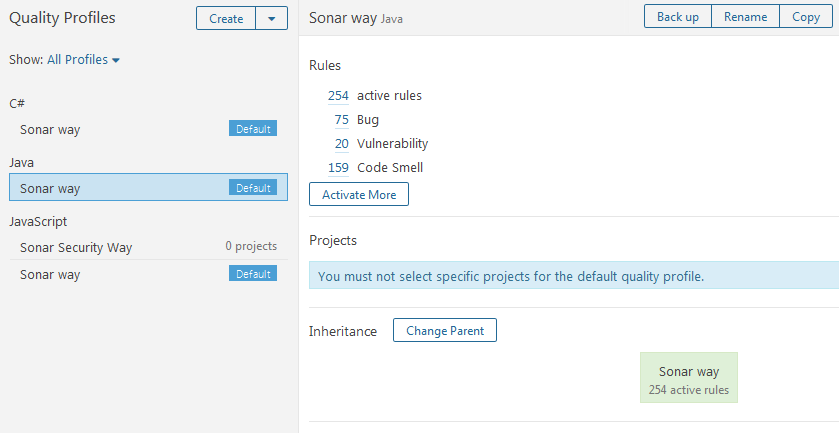 Quality Profiles
Create
Show: All Profiles
C#
Sonar way Default
Java
Sonar way Default
JavaScript
Sonar Security Way 0 projects
Sonar way Default
Sonar way Java
Back up Rename Copy
Rules
254 active rules
75 Bug
20 Vulnerability
159 Code Smell
Activate More
Projects
You must not select specific projects for the default quality profile.
Inheritance Change Parent
Sonar way
254 active rules